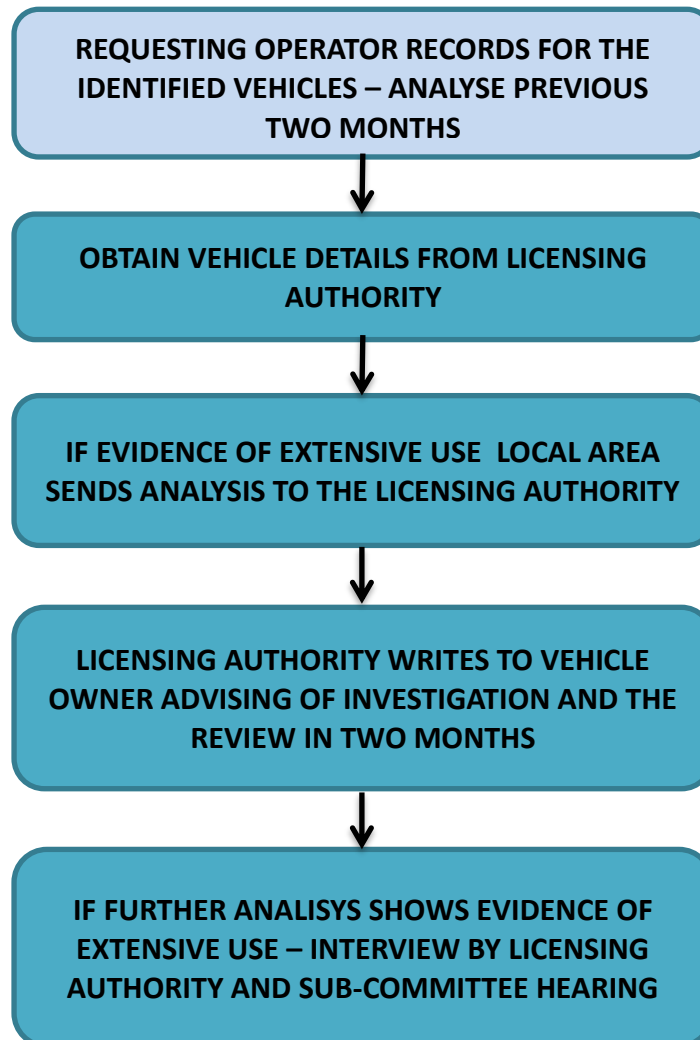 REQUESTING OPERATOR RECORDS FOR THE
IDENTIFIED VEHICLES – ANALYSE PREVIOUS
TWO MONTHS
OBTAIN VEHICLE DETAILS FROM LICENSING
AUTHORITY
IF EVIDENCE OF EXTENSIVE USE  LOCAL AREA
SENDS ANALYSIS TO THE LICENSING AUTHORITY
LICENSING AUTHORITY WRITES TO VEHICLE
OWNER ADVISING OF INVESTIGATION AND THE
REVIEW IN TWO MONTHS
IF FURTHER ANALISYS SHOWS EVIDENCE OF
EXTENSIVE USE – INTERVIEW BY LICENSING
AUTHORITY AND SUB-COMMITTEE HEARING